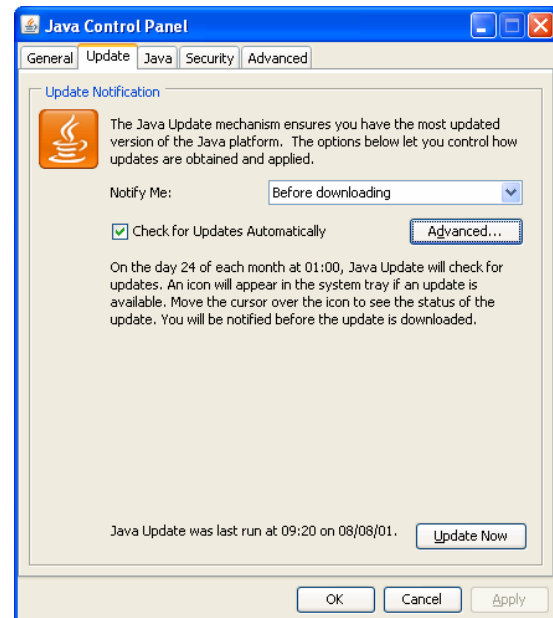 Java Control Panel
General Update Java Security Advanced
Update Notification
The Java Update mechanism ensures you have the most updated
version of the Java platform. The options below let you control how
updates are obtained and applied.
Notify Me: Before downloading
Check for Updates Automatically Advanced...
On the day 24 of each month at 01:00, Java Update will check for
updates. An icon will appear in the system tray if an update is
available. Move the cursor over the icon to see the status of the
update. You will be notified before the update is downloaded.
Java Update was last run at 09:20 on 08/08/01. Update Now
OK Cancel Apply